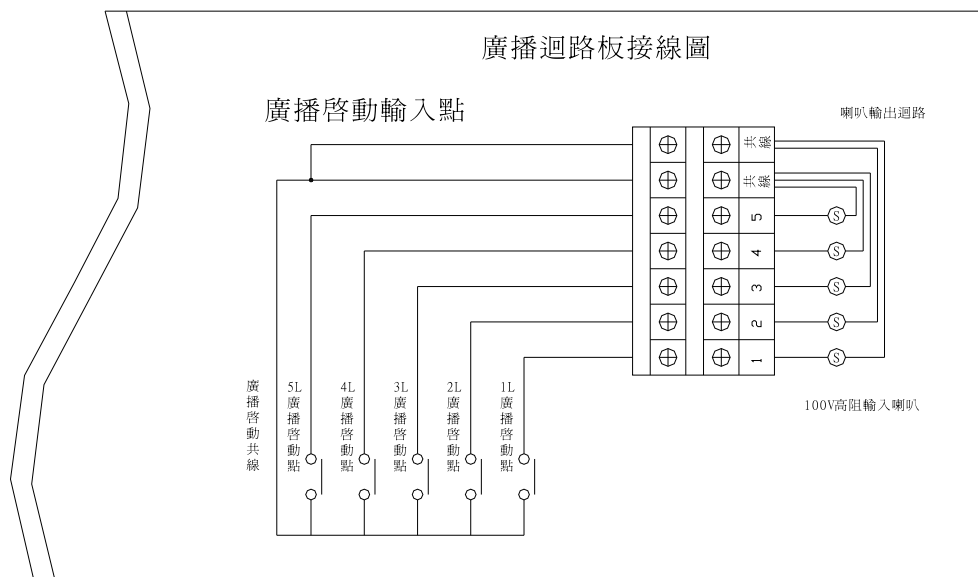 廣播迴路板接線圖
廣播啓動輸入點
喇叭輸出迴路
共線
共線
5
4
3
2
1
S
S
S
S
S
100V高阻輸入喇叭
廣播啓動共線
5L廣播啓動點
4L廣播啓動點
3L廣播啓動點
2L廣播啓動點
1L廣播啓動點